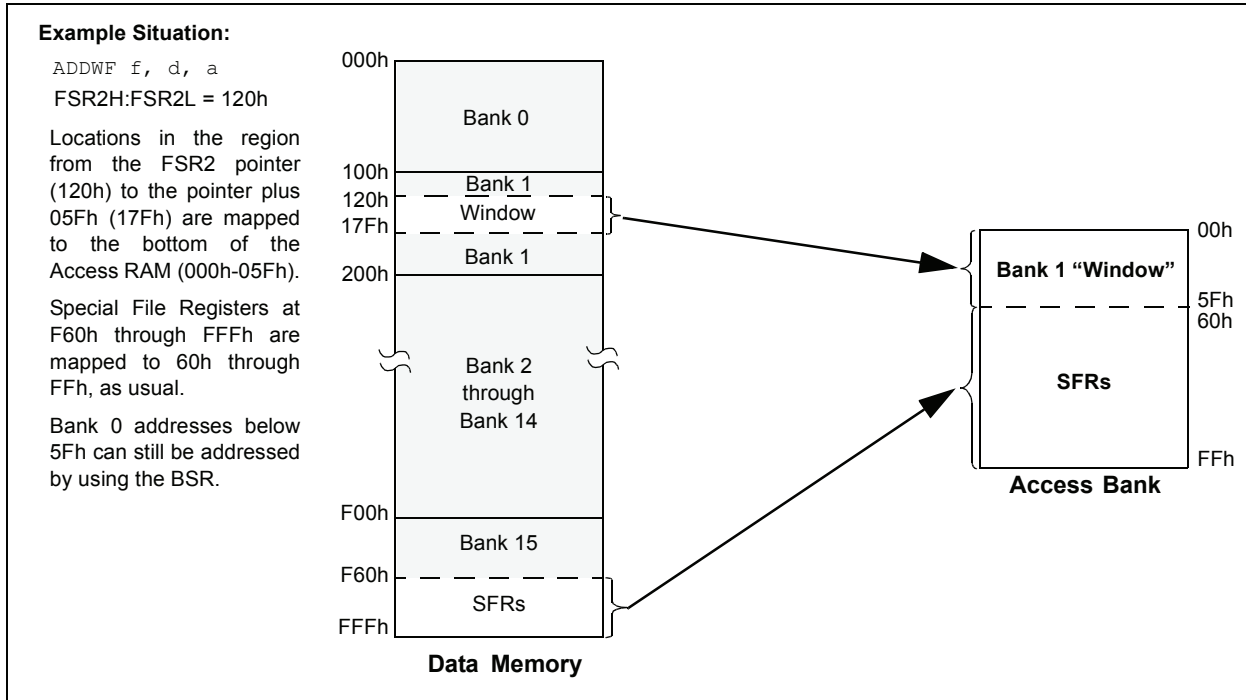 Example Situation:
ADDWF f, d, a
FSR2H:FSR2L = 120h
Locations in the region
from the FSR2 pointer
(120h) to the pointer plus
05Fh (17Fh) are mapped
to the bottom of the
Access RAM (000h-05Fh).
Special File Registers at
F60h through FFFh are
mapped to 60h through
FFh, as usual.
Bank 0 addresses below
5Fh can still be addressed
by using the BSR.
000h
Bank 0
100h
Bank 1
120h
Window
17Fh
Bank 1
200h
Bank 2
through
Bank 14
F00h
Bank 15
F60h
SFRs
FFFh
Data Memory
00h
Bank 1 “Window”
5Fh
60h
SFRs
FFh
Access Bank